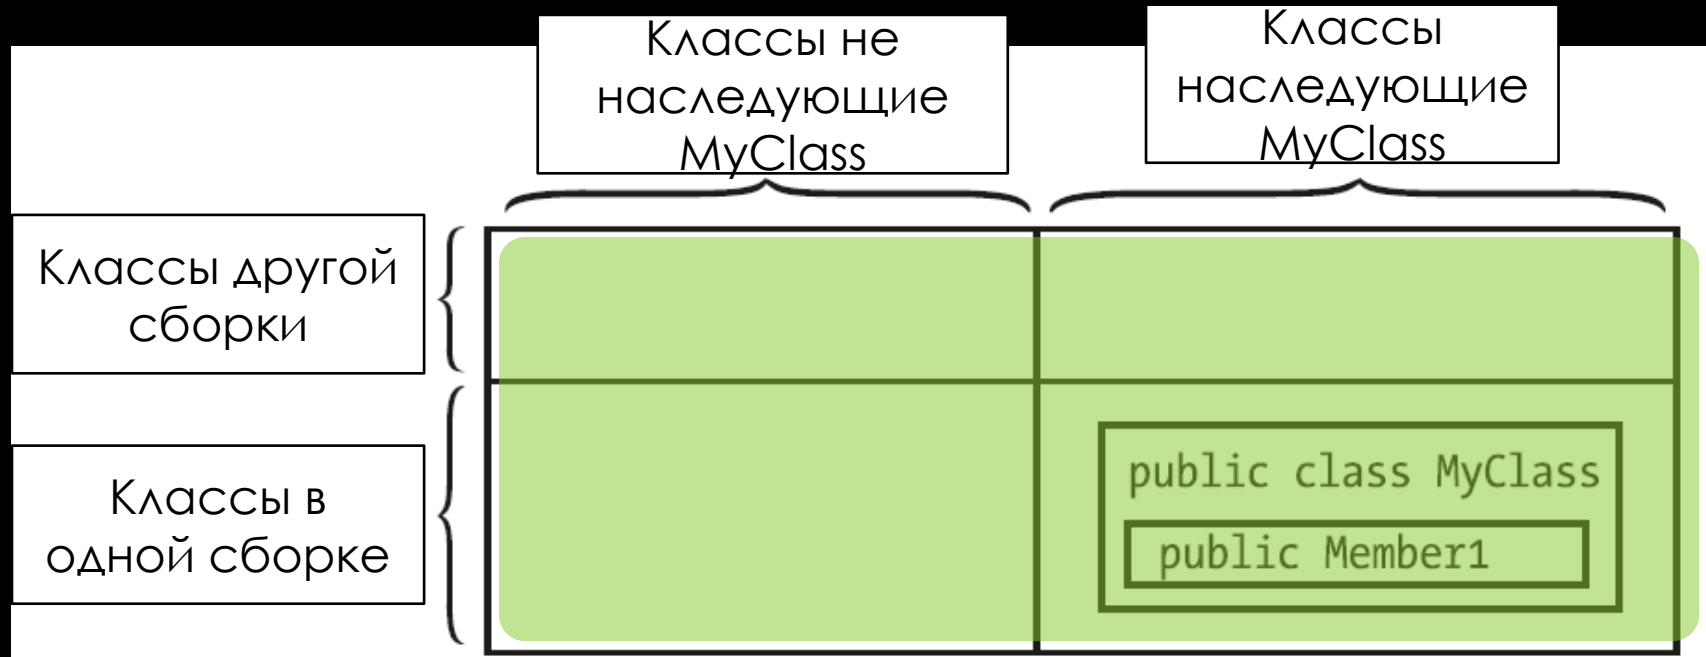 Классы не
наследующие
MyClass
Классы
наследующие
MyClass
Классы другой
сборки
Классы в
одной сборке
public class MyClass
public Member1